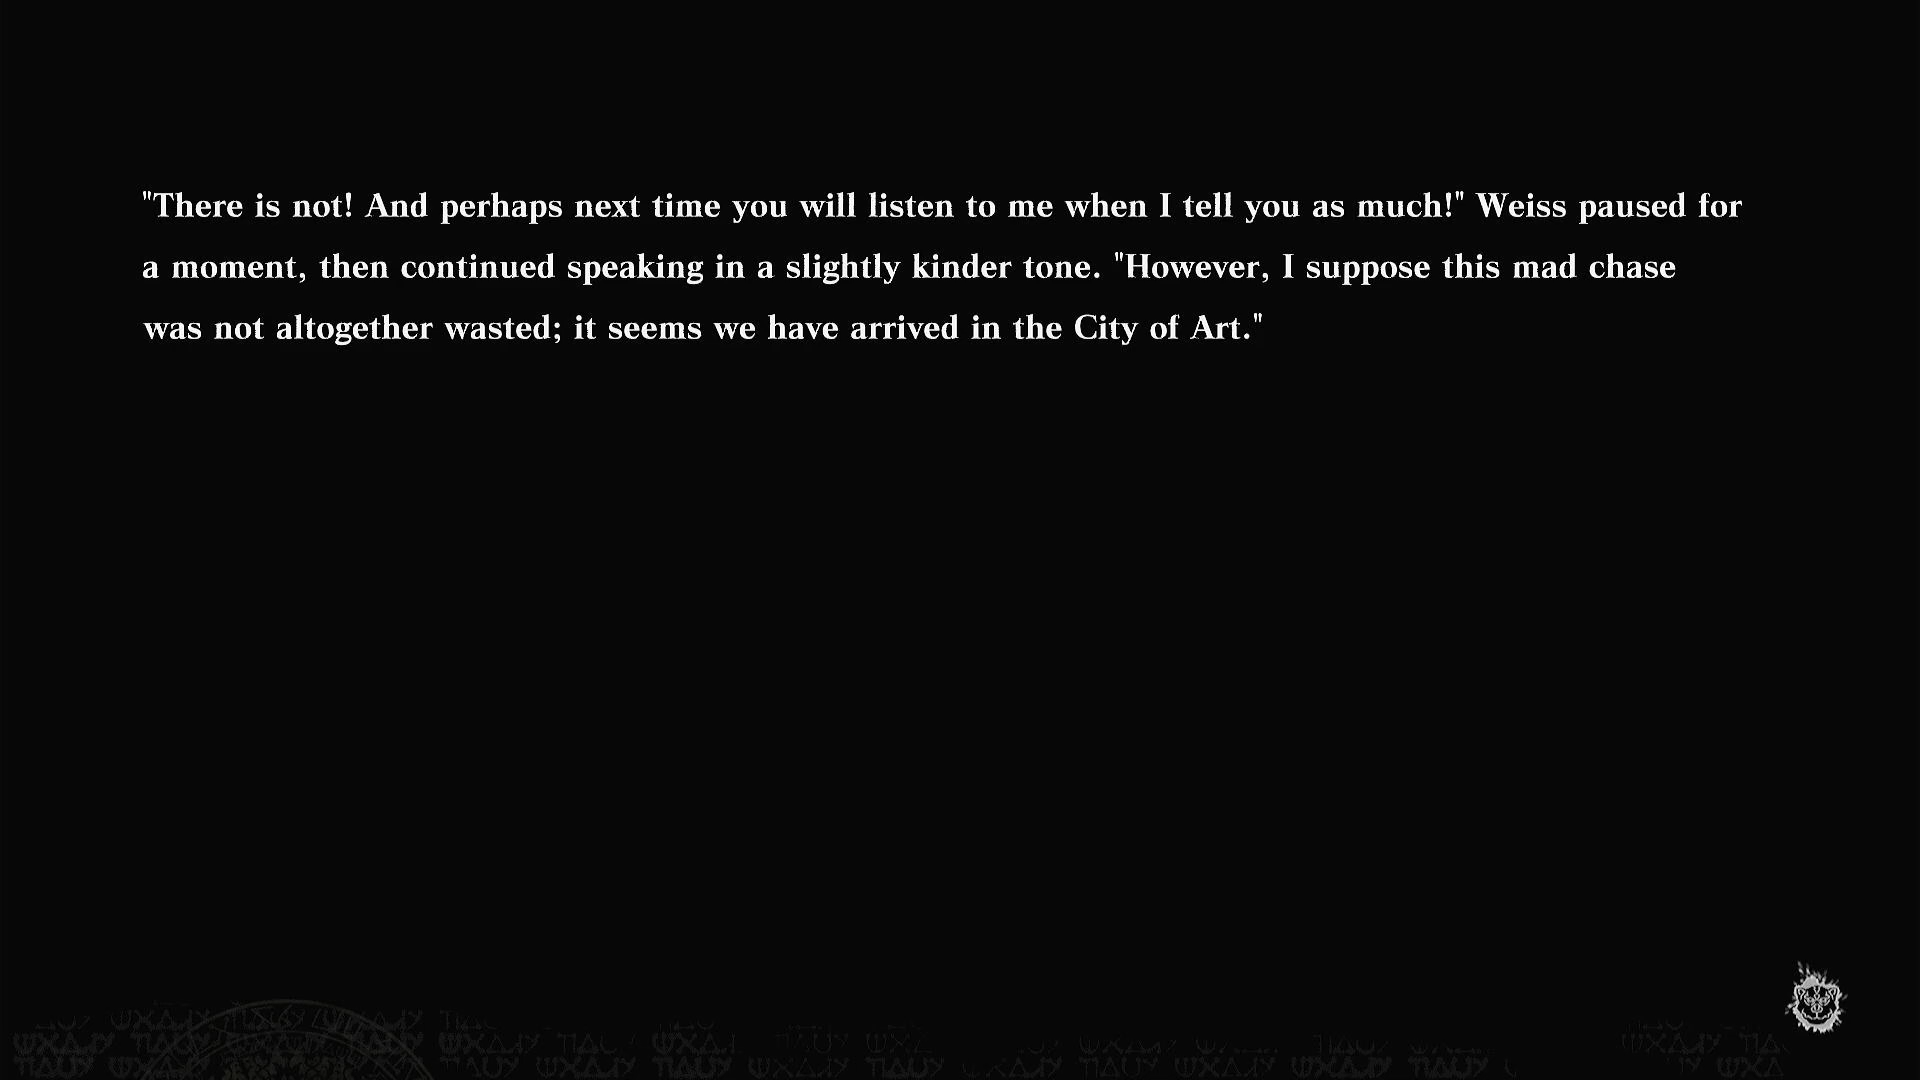 "There is not! And perhaps next time you will listen to me when I tell you as much!" Weiss paused for
a moment, then continued speaking in a slightly kinder tone. "However, I suppose this mad chase
was not altogether wasted; it seems we have arrived in the City of Art."